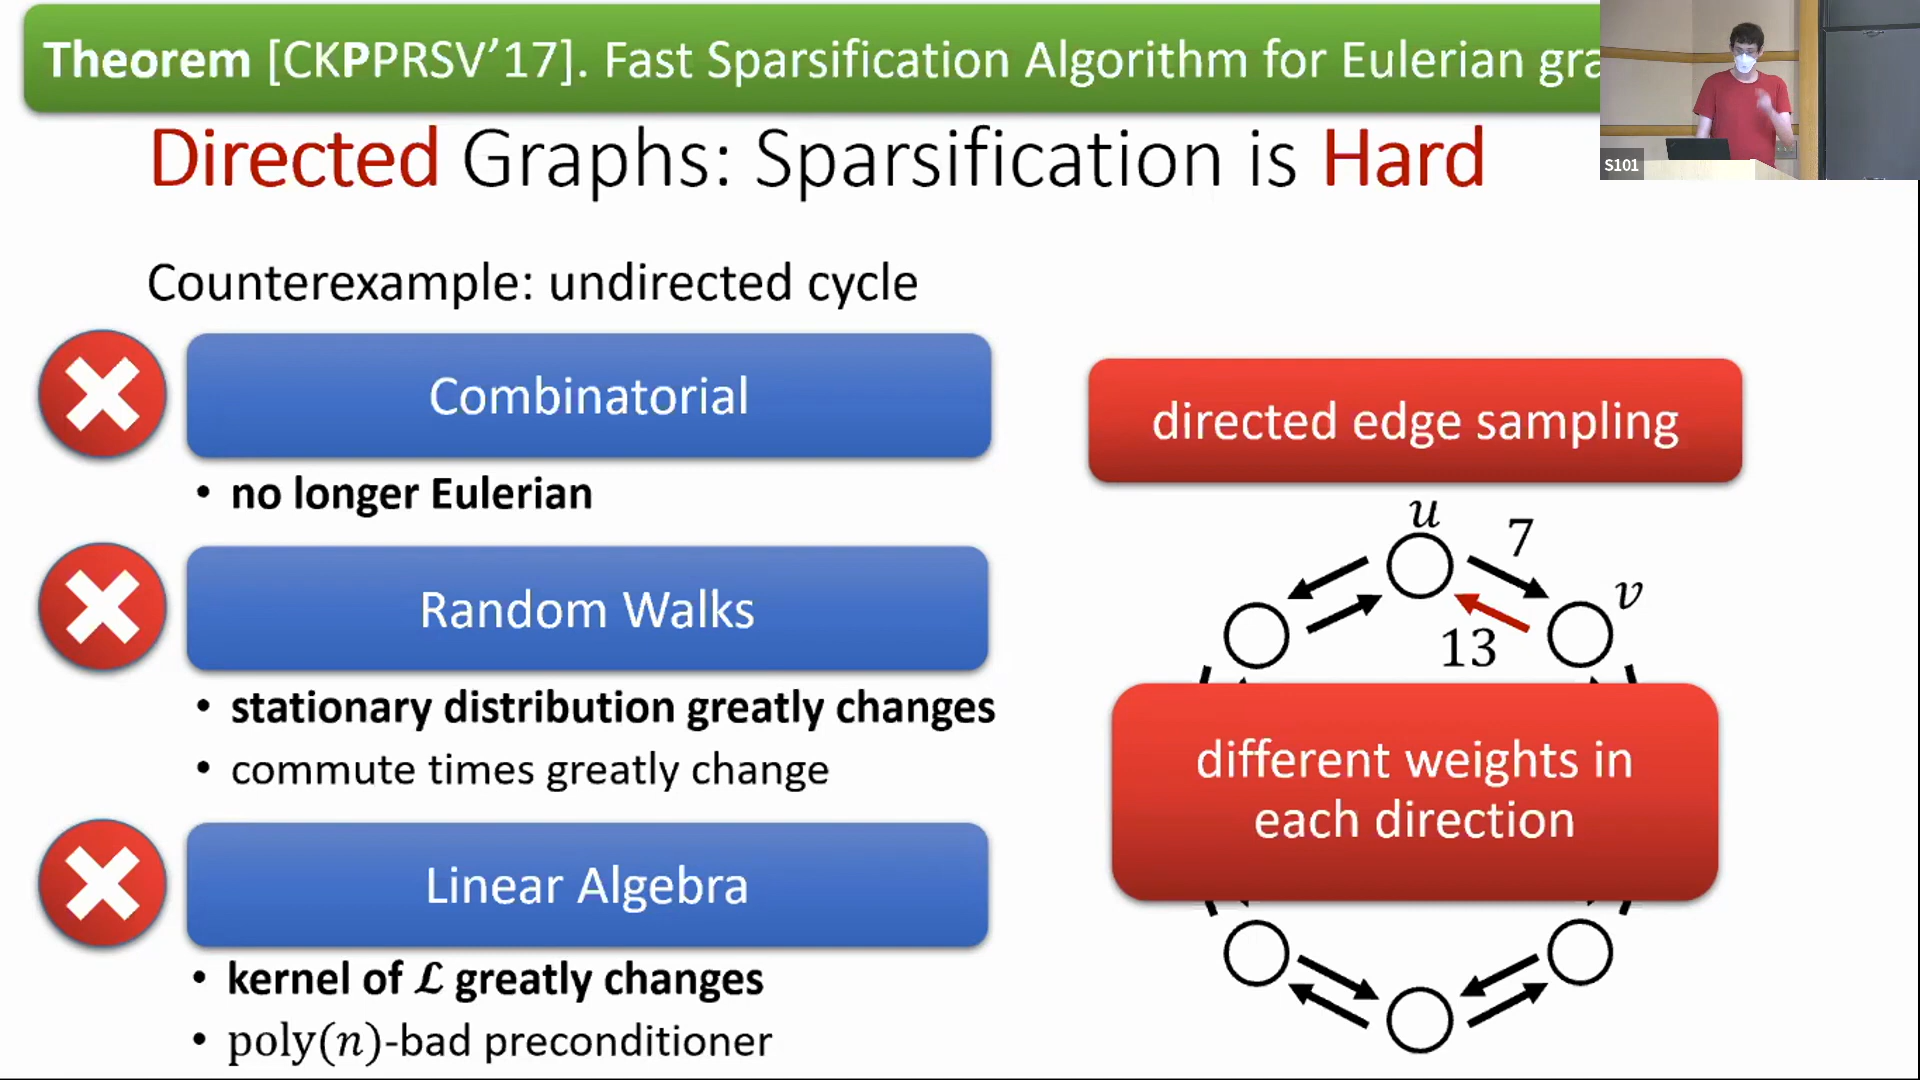 Theorem [CKPPRSV’17]. Fast Sparsification Algorithm for Eulerian
S101
Directed Graphs: Sparsification is Hard
Counterexample: undirected cycle
Combinatorial
• no longer Eulerian
Random Walks
• stationary distribution greatly changes
• commute times greatly change
Linear Algebra
• kernel of ℒ greatly changes
• poly(n)-bad preconditioner
directed edge sampling
u
7
v
13
different weights in
each direction